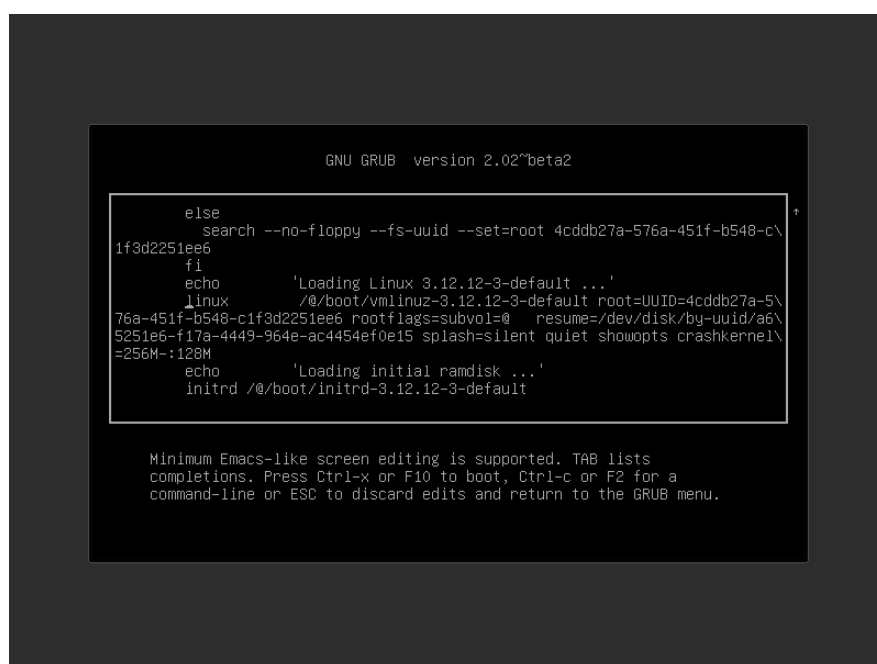 GNU GRUB  version 2.02~beta2
else
search --no-floppy --fs-uuid --set=root 4cddb27a-576a-451f-b548-c\
1f3d2251ee6
fi
echo        'Loading Linux 3.12.12-3-default ...'
linux        /@/boot/vmlinuz-3.12.12-3-default root=UUID=4cddb27a-5\
76a-451f-b548-c1f3d2251ee6 rootflags=subvol=@   resume=/dev/disk/by-uuid/a6\
5251e6-f17a-4449-964e-ac4454ef0e15 splash=silent quiet showopts crashkernel\
=256M-:128M
echo        'Loading initial ramdisk ...'
initrd /@/boot/initrd-3.12.12-3-default
Minimum Emacs-like screen editing is supported. TAB lists
completions. Press Ctrl-x or F10 to boot, Ctrl-c or F2 for a
command-line or ESC to discard edits and return to the GRUB menu.